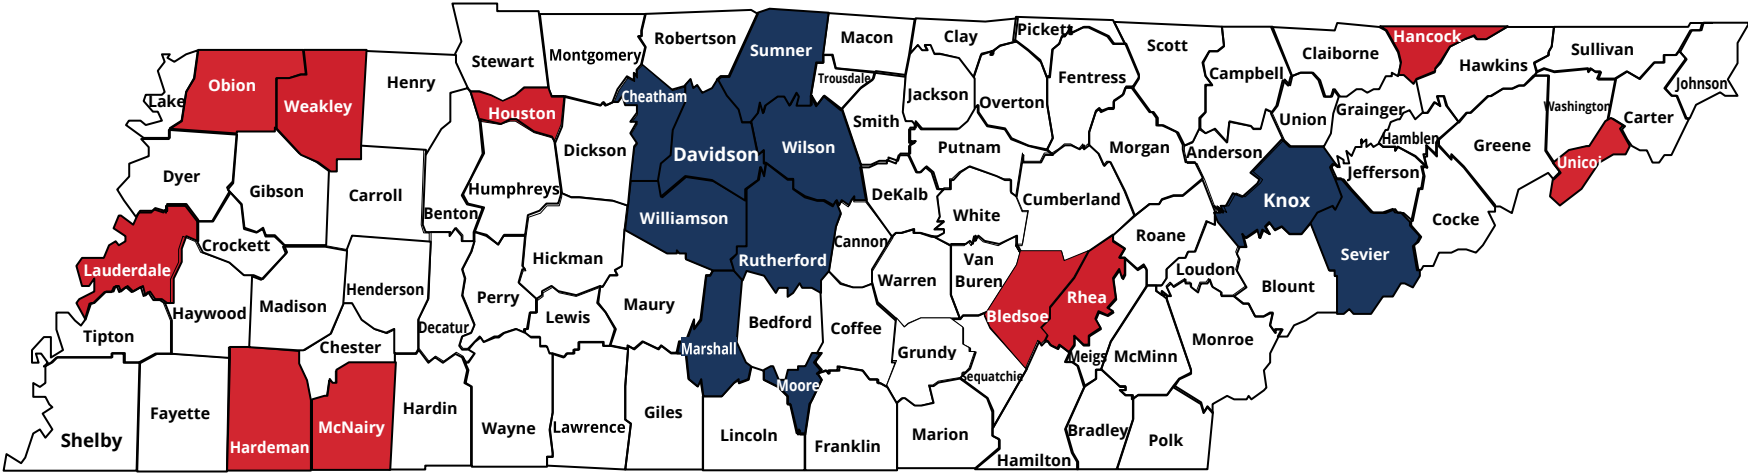 Stewart
Montgomery
Robertson
Sumner
Macon
Clay
Pickett
Scott
Claiborne
Hancock
Sullivan
Johnson
Lake
Obion
Weakley
Henry
Houston
Cheatham
Trousdale
Jackson
Overton
Fentress
Campbell
Union
Grainger
Hawkins
Washington
Carter
Dyer
Gibson
Carroll
Benton
Humphreys
Dickson
Davidson
Wilson
Smith
Putnam
Morgan
Anderson
Hamblen
Jefferson
Greene
Unicoi
Lauderdale
Crockett
Hickman
Williamson
Rutherford
Cannon
DeKalb
White
Cumberland
Roane
Knox
Sevier
Cocke
Tipton
Haywood
Madison
Henderson
Decatur
Perry
Lewis
Maury
Bedford
Coffee
Warren
Van
Buren
Bledsoe
Rhea
Loudon
Blount
Chester
Marshall
Moore
Grundy
Sequatchie
Meigs
McMinn
Monroe
Shelby
Fayette
Hardeman
McNairy
Hardin
Wayne
Lawrence
Giles
Lincoln
Franklin
Marion
Hamilton
Bradley
Polk